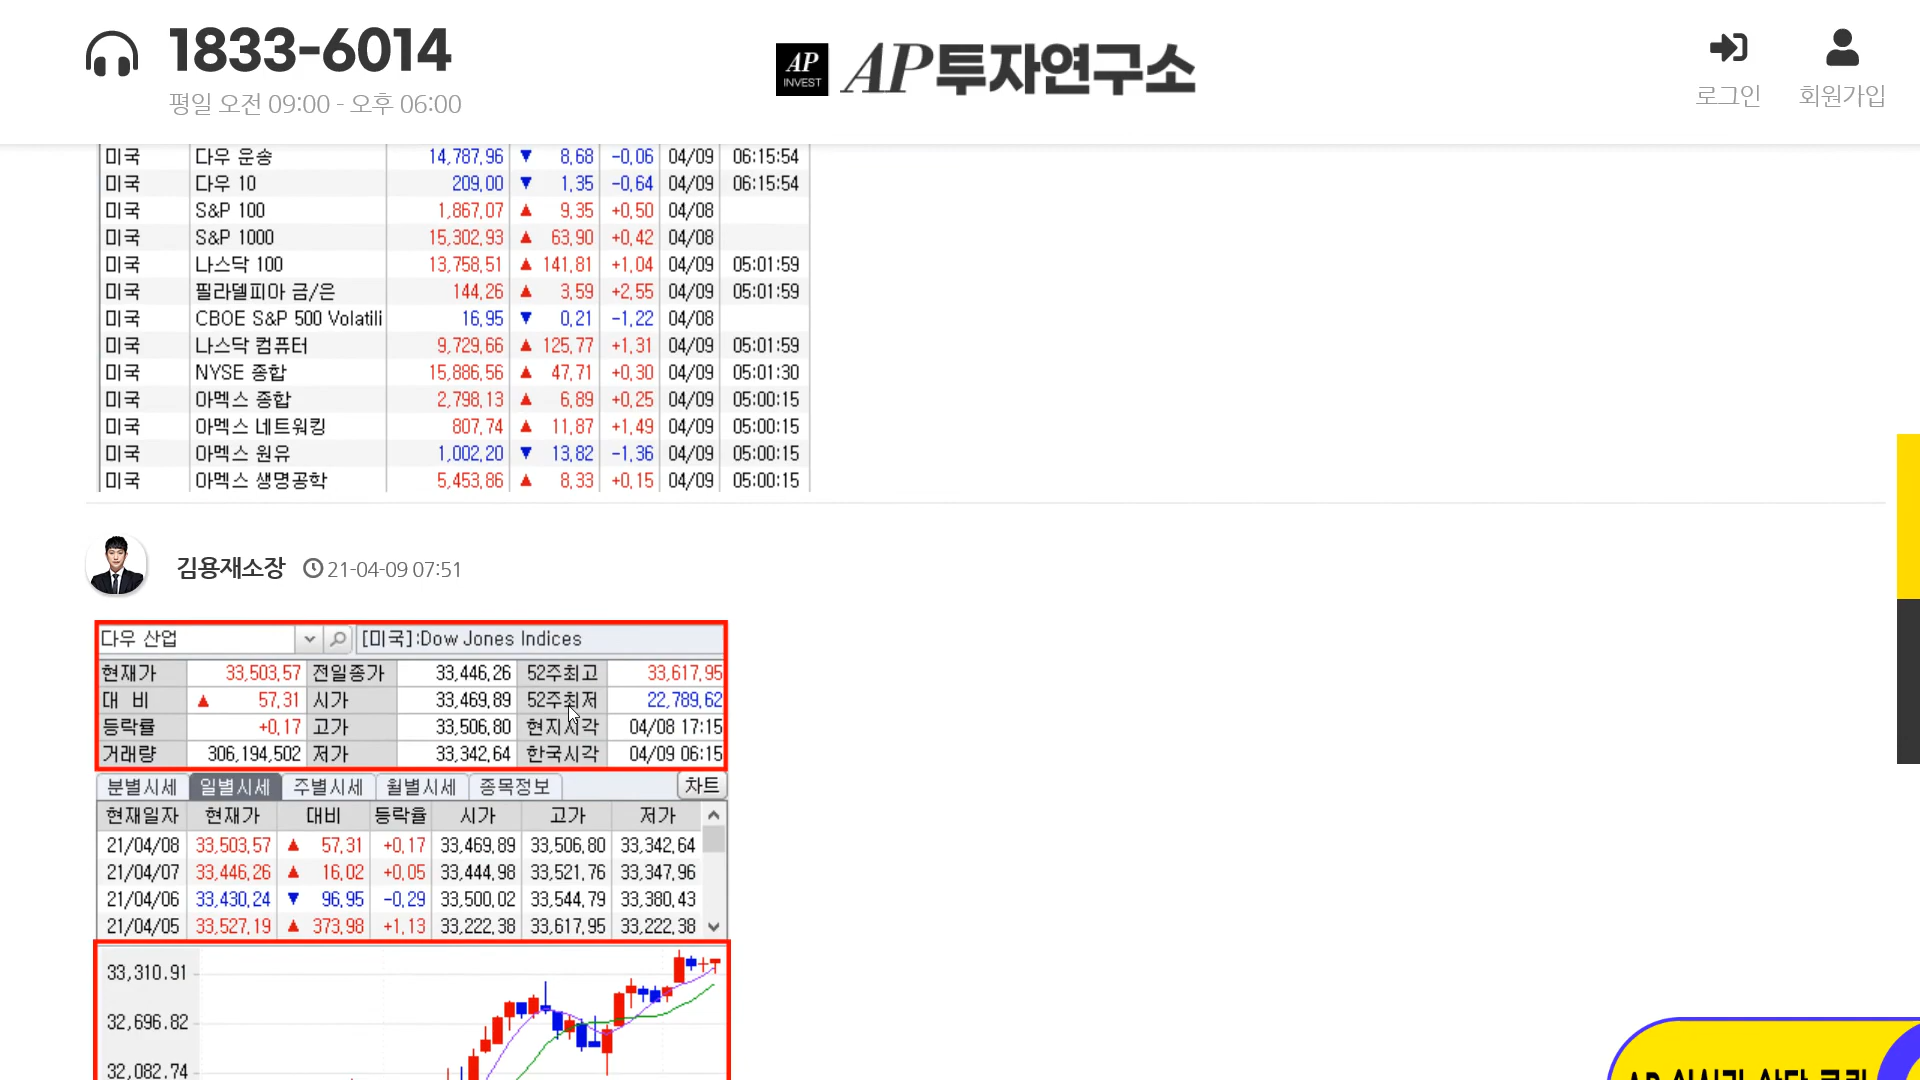 1833-6014
평일 오전 09:00 - 오후 06:00
AP INVEST AP투자연구소
로그인 회원가입
미국 다우 운송 14,787.96 ▼ 8.68 -0.06 04/09 06:15:54
미국 다우 10 209.00 ▼ 1.35 -0.64 04/09 06:15:54
미국 S&P 100 1,867.07 ▲ 9.35 +0.50 04/08
미국 S&P 1000 15,302.93 ▲ 63.90 +0.42 04/08
미국 나스닥 100 13,758.51 ▲ 141.81 +1.04 04/09 05:01:59
미국 필라델피아 금/은 144.26 ▲ 3.59 +2.55 04/09 05:01:59
미국 CBOE S&P 500 Volatili 16.95 ▼ 0.21 -1.22 04/08
미국 나스닥 컴퓨터 9,729.66 ▲ 125.77 +1.31 04/09 05:01:59
미국 NYSE 종합 15,886.56 ▲ 47.71 +0.30 04/09 05:01:30
미국 아멕스 종합 2,798.13 ▲ 6.89 +0.25 04/09 05:00:15
미국 아멕스 네트워킹 807.74 ▲ 11.87 +1.49 04/09 05:00:15
미국 아멕스 원유 1,002.20 ▼ 13.82 -1.36 04/09 05:00:15
미국 아멕스 생명공학 5,453.86 ▲ 8.33 +0.15 04/09 05:00:15
김용재소장 21-04-09 07:51
다우 산업 [미국]:Dow Jones Indices
현재가 33,503.57 전일종가 33,446.26 52주최고 33,617.95
대 비 ▲ 57.31 시가 33,469.89 52주최저 22,789.62
등락률 +0.17 고가 33,506.80 현지시각 04/08 17:15
거래량 306,194,502 저가 33,342.64 한국시각 04/09 06:15
분별시세 일별시세 주별시세 월별시세 종목정보 차트
현재일자 현재가 대비 등락율 시가 고가 저가
21/04/08 33,503.57 ▲ 57.31 +0.17 33,469.89 33,506.80 33,342.64
21/04/07 33,446.26 ▲ 16.02 +0.05 33,444.98 33,521.76 33,347.96
21/04/06 33,430.24 ▼ 96.95 -0.29 33,500.02 33,544.79 33,380.43
21/04/05 33,527.19 ▲ 373.98 +1.13 33,222.38 33,617.95 33,222.38
33,310.91
32,696.82
32,082.74